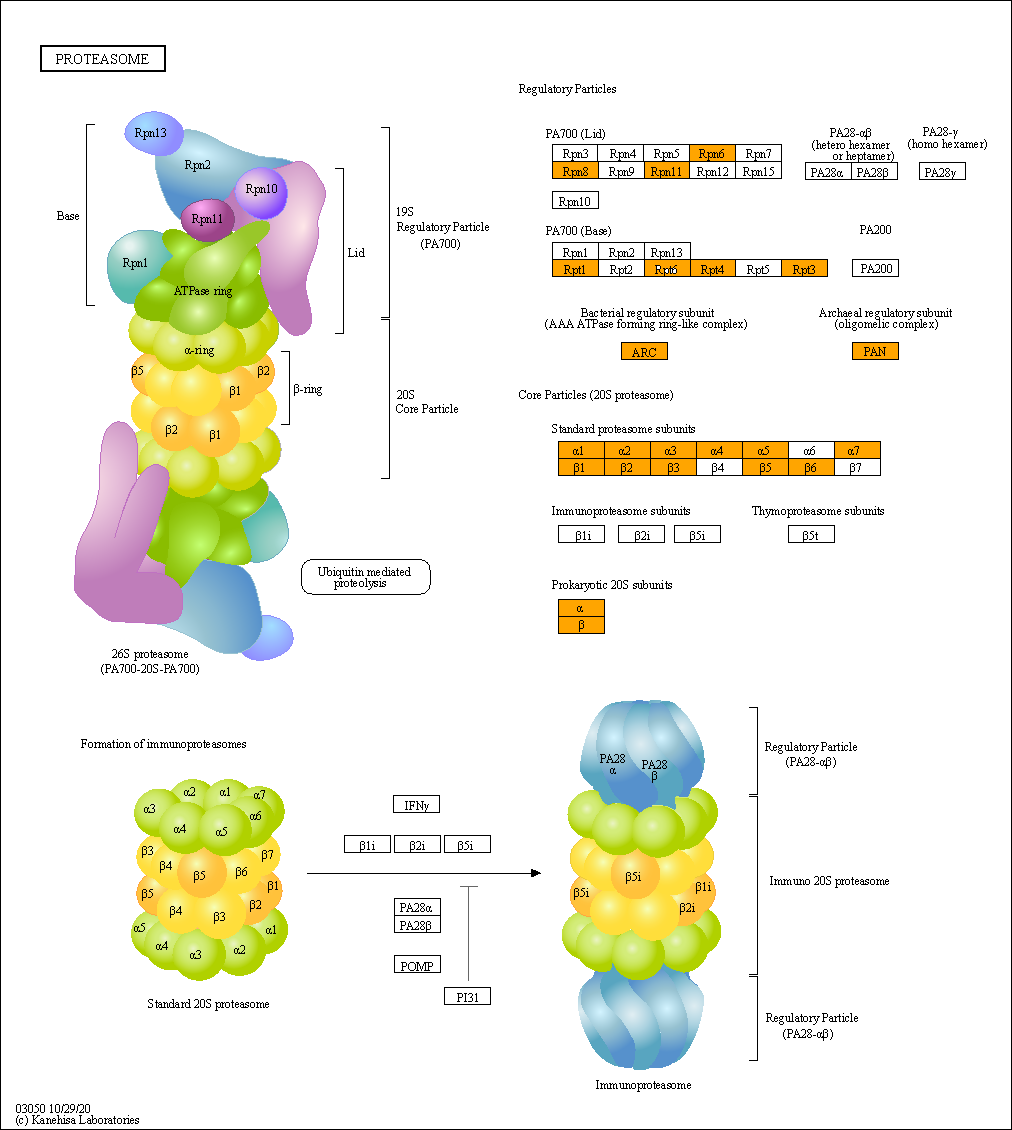 PROTEASOME
Rpn13
Rpn2
Rpn10
Rpn11
Rpn1
ATPase ring
Base
Lid
19S
Regulatory Particle
(PA700)
α-ring
β5
β2
β1
β-ring
β2
β1
20S
Core Particle
Ubiquitin mediated
proteolysis
26S proteasome
(PA700-20S-PA700)
Regulatory Particles
PA700 (Lid)
Rpn3 Rpn4 Rpn5 Rpn6 Rpn7
Rpn8 Rpn9 Rpn11 Rpn12 Rpn15
Rpn10
PA28-αβ
(hetero hexamer
or heptamer)
PA28α PA28β
PA28-γ
(homo hexamer)
PA28γ
PA700 (Base)
Rpn1 Rpn2 Rpn13
Rpt1 Rpt2 Rpt6 Rpt4 Rpt5 Rpt3
PA200
PA200
Bacterial regulatory subunit
(AAA ATPase forming ring-like complex)
ARC
Archaeal regulatory subunit
(oligomelic complex)
PAN
Core Particles (20S proteasome)
Standard proteasome subunits
α1 α2 α3 α4 α5 α6 α7
β1 β2 β3 β4 β5 β6 β7
Immunoproteasome subunits
β1i β2i β5i
Thymoproteasome subunits
β5t
Prokaryotic 20S subunits
α
β
Formation of immunoproteasomes
α3 α2 α1 α7
α4 α5 α6
β3 β4 β5 β6 β7
β5 β4 β3 β2 β1
α5 α4 α3 α2 α1
Standard 20S proteasome
IFNγ
β1i β2i β5i
PA28α
PA28β
POMP
PI31
PA28
α
PA28
β
β5i
β5i
β1i
β2i
Regulatory Particle
(PA28-αβ)
Immuno 20S proteasome
Regulatory Particle
(PA28-αβ)
Immunoproteasome
03050 10/29/20
(c) Kanehisa Laboratories